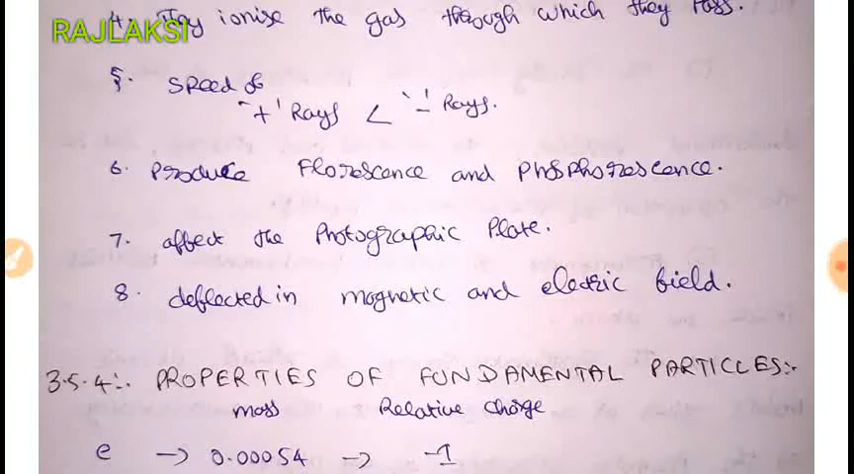 4. They ionise the gas through which they Pass.
RAJLAKSI
5. Speed of
'+' Rays < '-' Rays.
6. Produce Florescence and Phosphorescence.
7. affect the Photographic Plate.
8. deflected in magnetic and electric field.
3.5.4:. PROPERTIES OF FUNDAMENTAL PARTICLES:-
mass Relative Charge
e → 0.00054 → -1